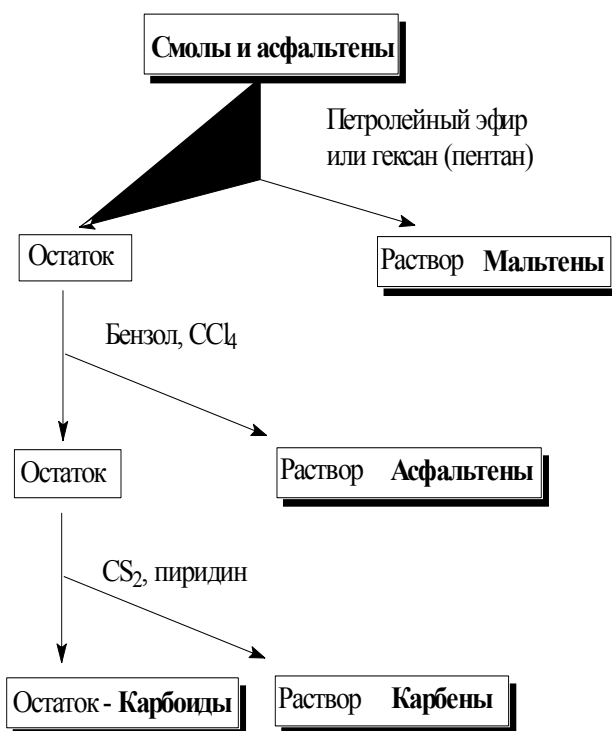 Смолы и асфальтены
Петролейный эфир
или гексан (пентан)
Остаток
Раствор Мальтены
Бензол, CCl4
Остаток
Раствор Асфальтены
CS2, пиридин
Остаток - Карбоиды
Раствор Карбены